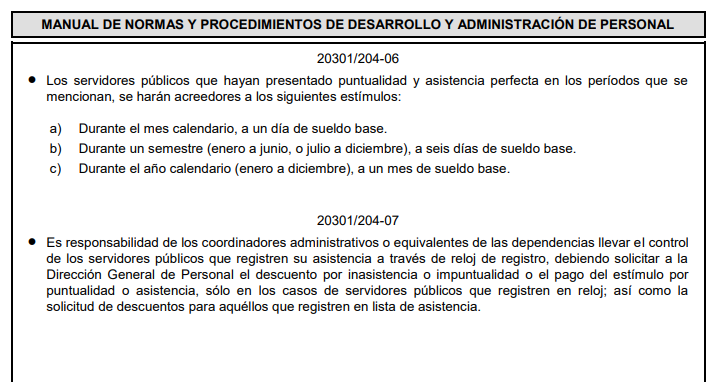 MANUAL DE NORMAS Y PROCEDIMIENTOS DE DESARROLLO Y ADMINISTRACIÓN DE PERSONAL
20301/204-06
● Los servidores públicos que hayan presentado puntualidad y asistencia perfecta en los períodos que se
mencionan, se harán acreedores a los siguientes estímulos:
a) Durante el mes calendario, a un día de sueldo base.
b) Durante un semestre (enero a junio, o julio a diciembre), a seis días de sueldo base.
c) Durante el año calendario (enero a diciembre), a un mes de sueldo base.
20301/204-07
● Es responsabilidad de los coordinadores administrativos o equivalentes de las dependencias llevar el control
de los servidores públicos que registren su asistencia a través de reloj de registro, debiendo solicitar a la
Dirección General de Personal el descuento por inasistencia o impuntualidad o el pago del estímulo por
puntualidad o asistencia, sólo en los casos de servidores públicos que registren en reloj; así como la
solicitud de descuentos para aquéllos que registren en lista de asistencia.